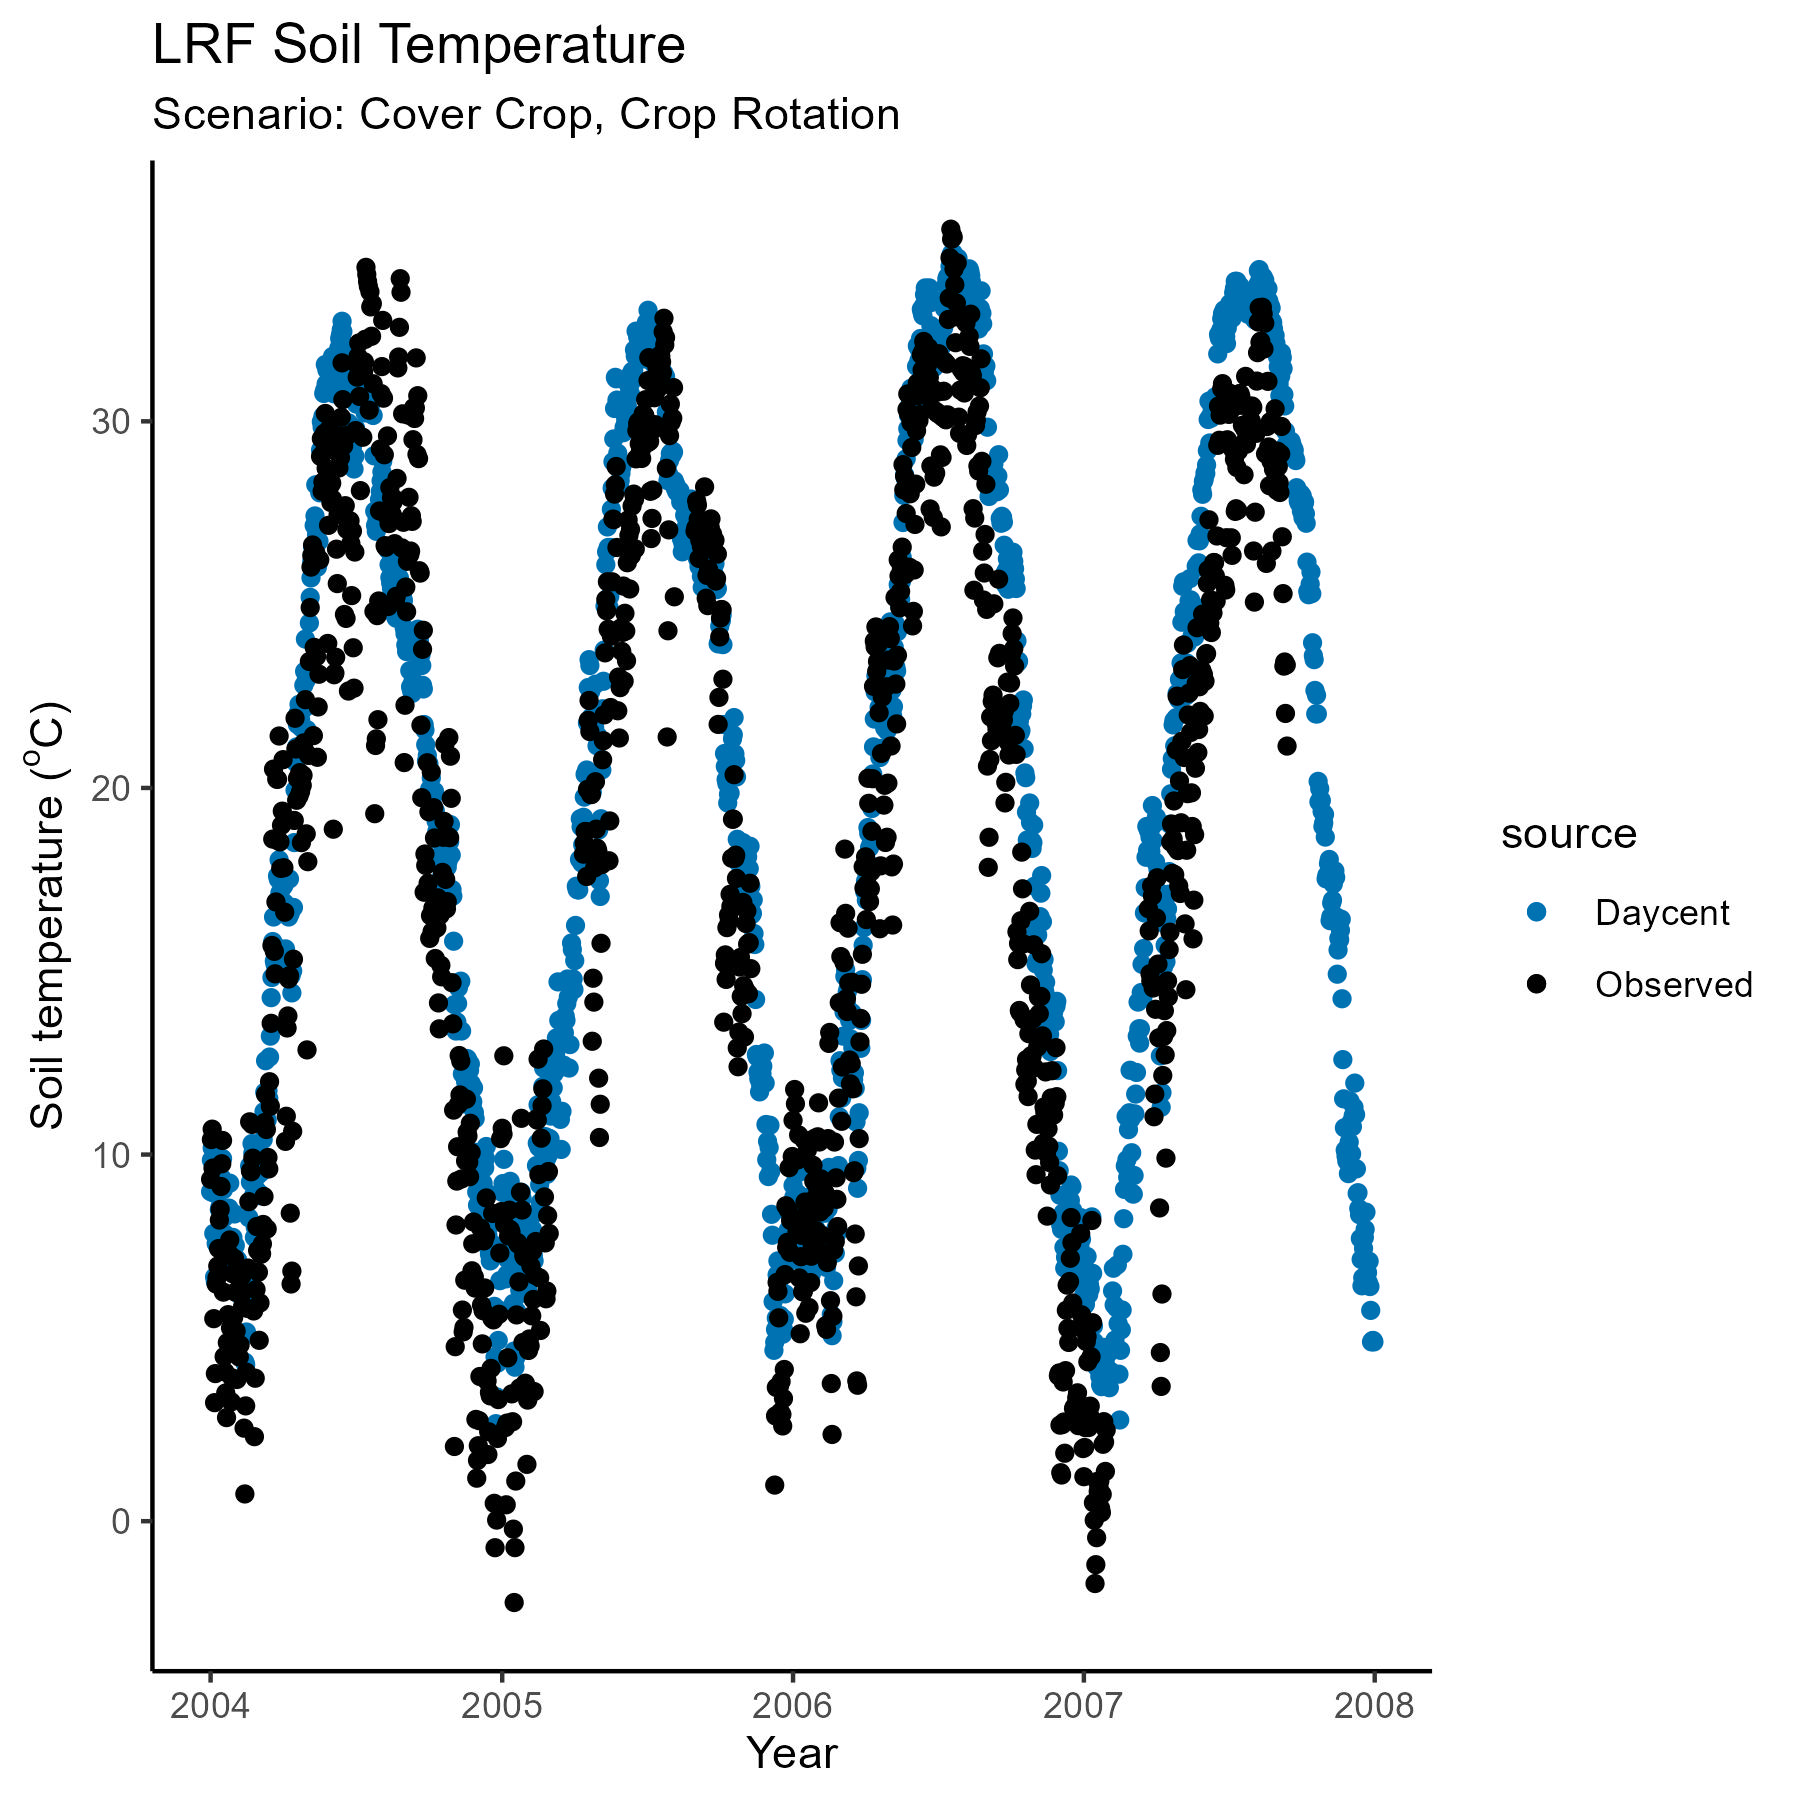 LRF Soil Temperature
Scenario: Cover Crop, Crop Rotation
Soil temperature (ºC)
30
20
10
0
2004 2005 2006 2007 2008
Year
source
Daycent
Observed